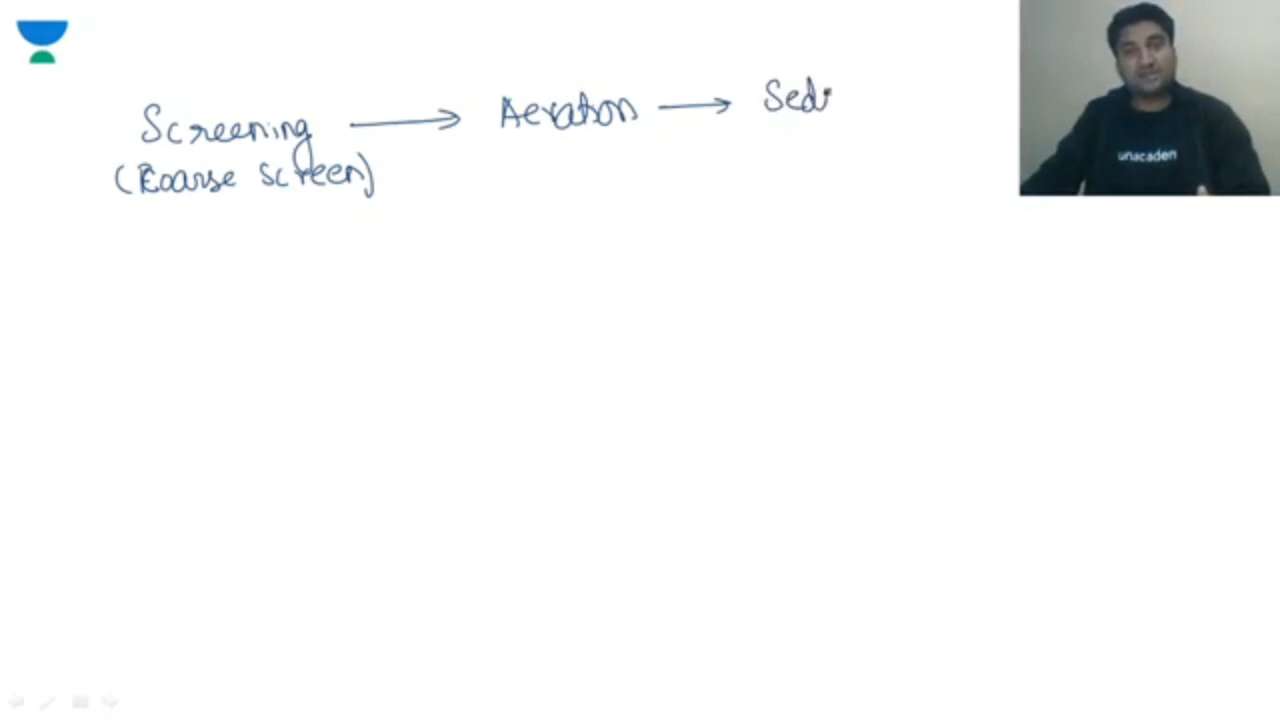 Screening → Aeration → Sedi
(Coarse screen)
unacadem